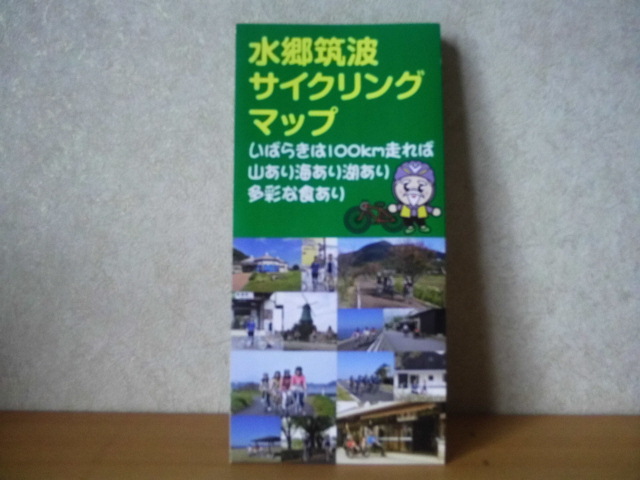 水郷筑波
サイクリング
マップ
いばらきは100km走れば
山あり海あり湖あり
多彩な食あり